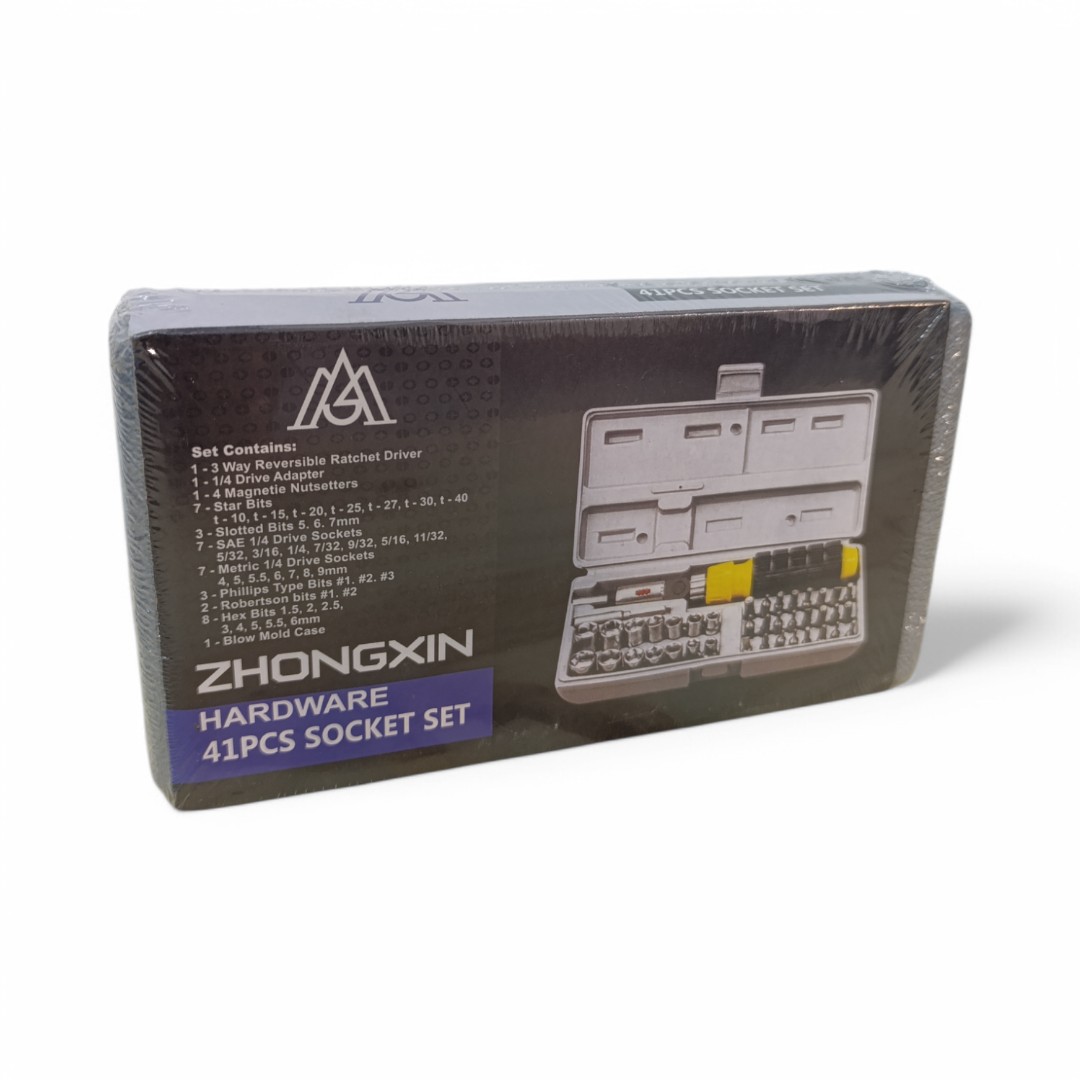 41PCS SOCKET SET
Set Contains:
1 - 3 Way Reversible Ratchet Driver
1 - 1/4 Drive Adapter
1 - 4 Magnetie Nutsetters
7 - Star Bits
t - 10, t - 15, t - 20, t - 25, t - 27, t - 30, t - 40
3 - Slotted Bits 5. 6. 7mm
7 - SAE 1/4 Drive Sockets
5/32, 3/16, 1/4, 7/32, 9/32, 5/16, 11/32,
7 - Metric 1/4 Drive Sockets
4, 5, 5.5, 6, 7, 8, 9mm
3 - Phillips Type Bits #1. #2. #3
2 - Robertson bits #1. #2
8 - Hex Bits 1.5, 2, 2.5,
3, 4, 5, 5.5, 6mm
1 - Blow Mold Case
ZHONGXIN
HARDWARE
41PCS SOCKET SET